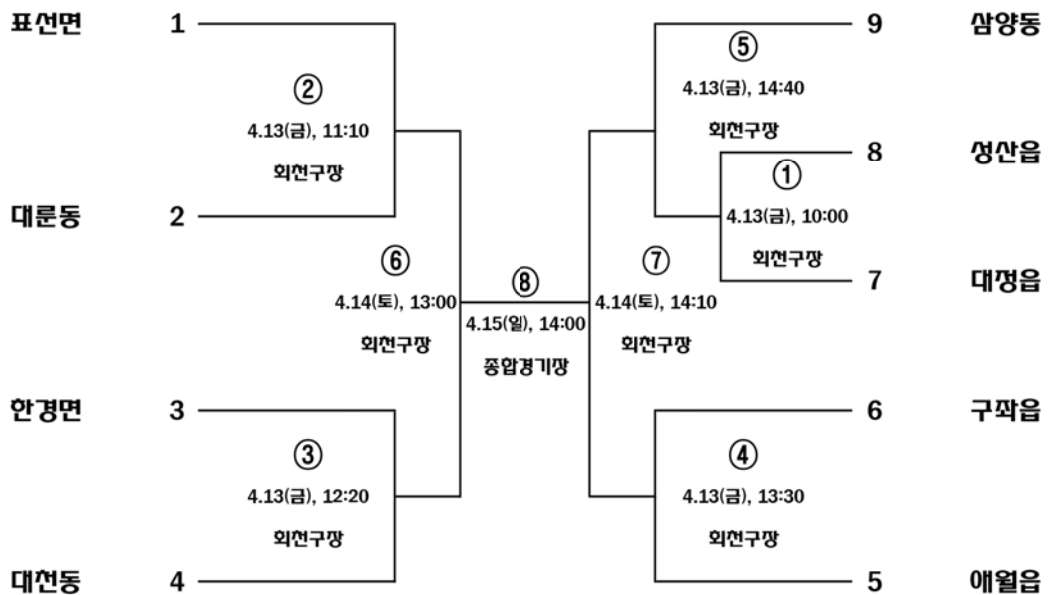 표선면 1
9 삼양동
⑤
②
4.13(금), 14:40
4.13(금), 11:10
회천구장
회천구장
8 성산읍
①
대륜동 2
4.13(금), 10:00
회천구장
⑥
⑦
7 대정읍
⑧
4.14(토), 13:00
4.14(토), 14:10
4.15(일), 14:00
회천구장
회천구장
종합경기장
한경면 3
6 구좌읍
③
④
4.13(금), 12:20
4.13(금), 13:30
회천구장
회천구장
대천동 4
5 애월읍